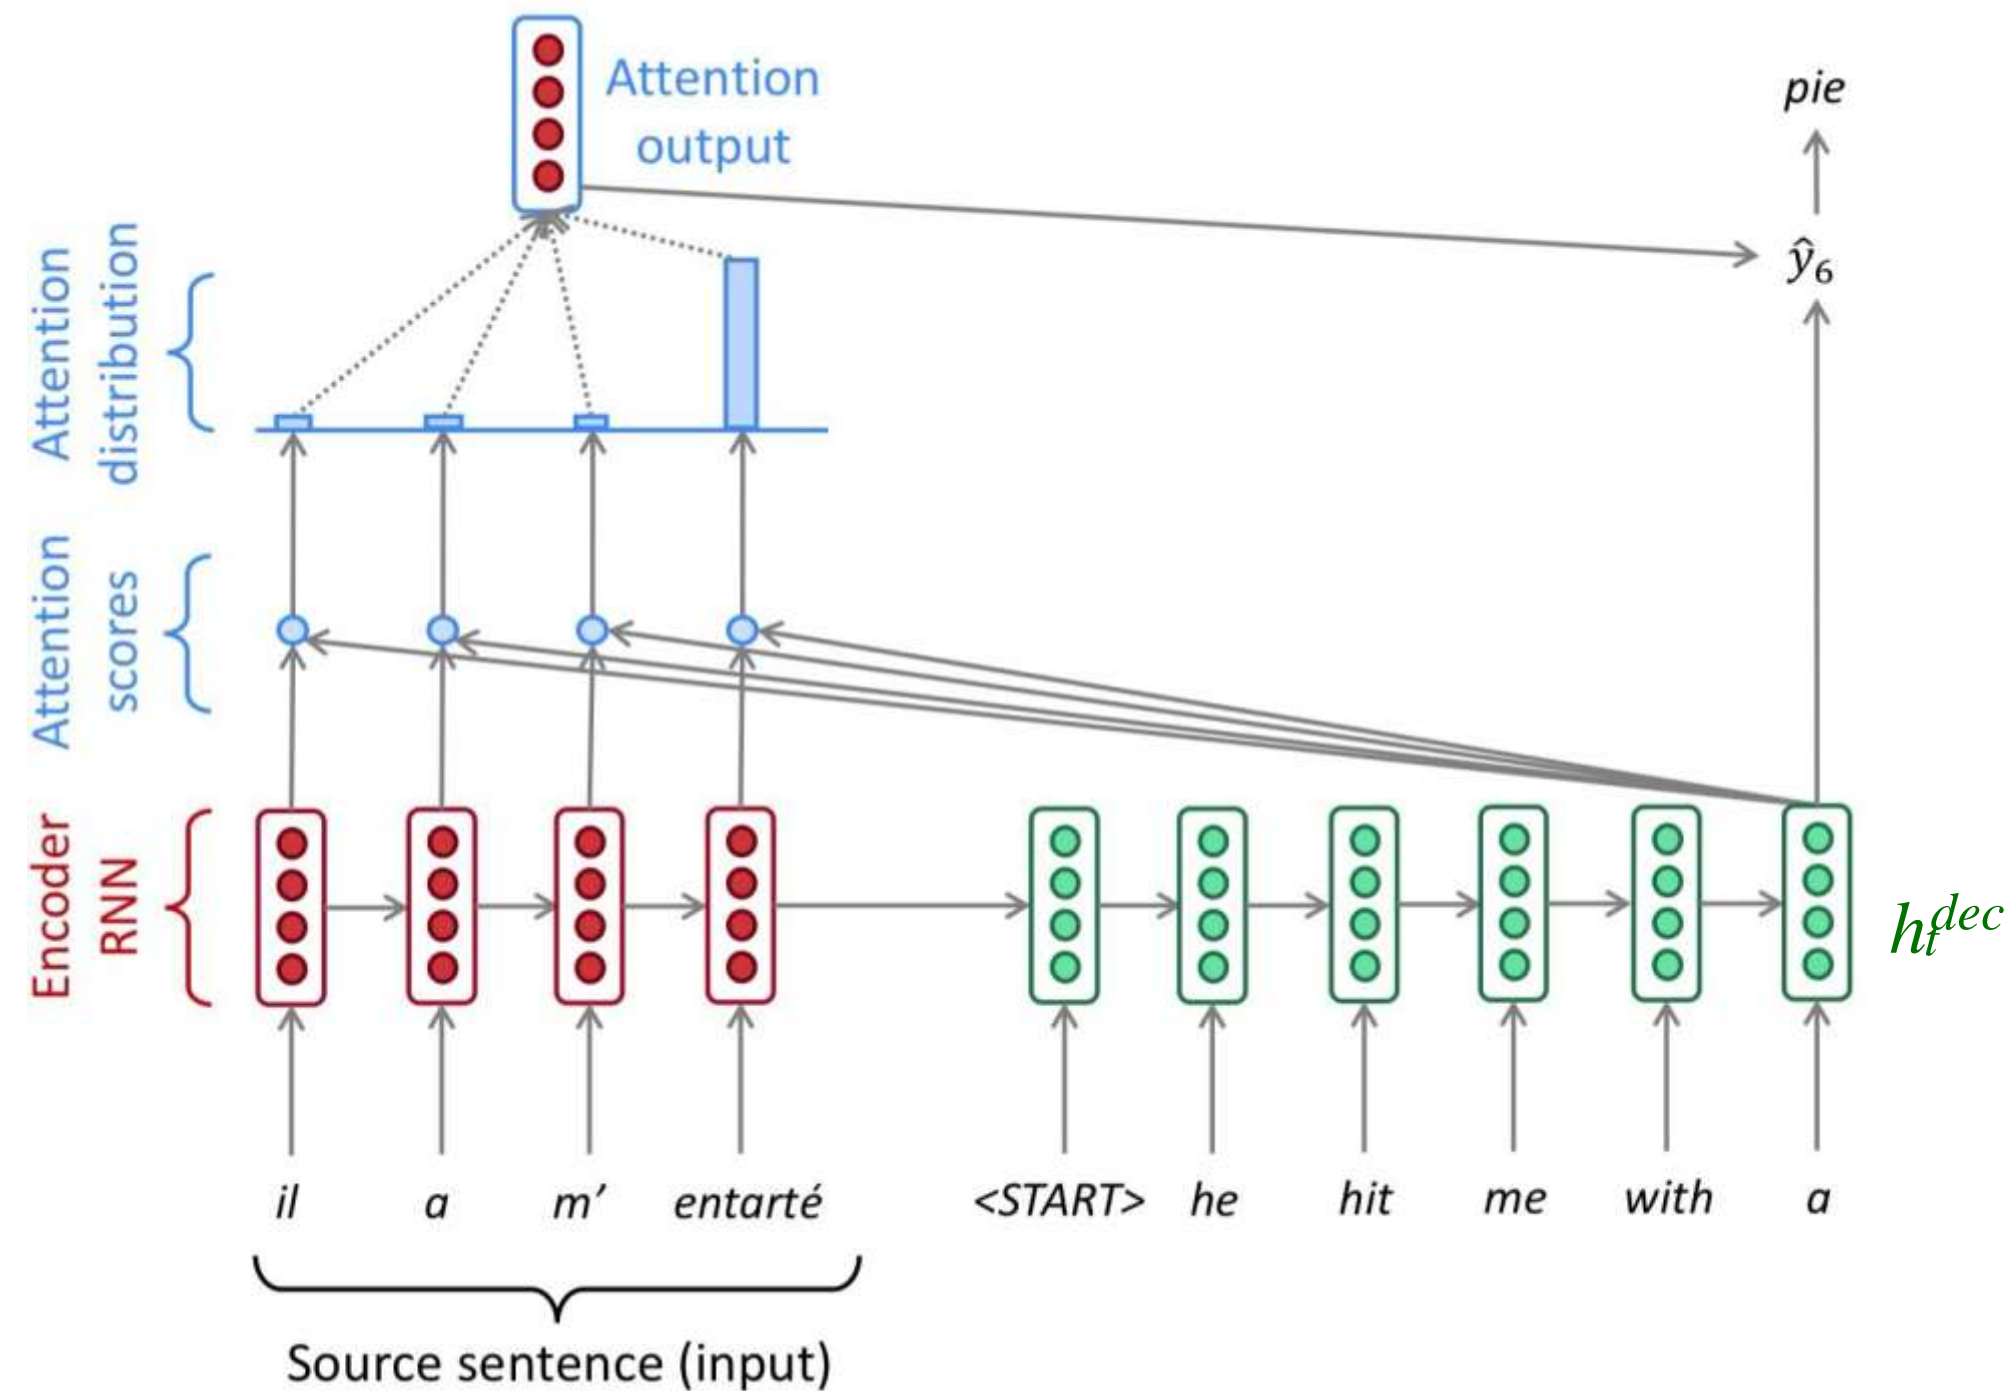 Attention
output
pie
ŷ₆
Attention
distribution
Attention
scores
Encoder
RNN
h_t^{dec}
il a m’ entarté <START> he hit me with a
Source sentence (input)